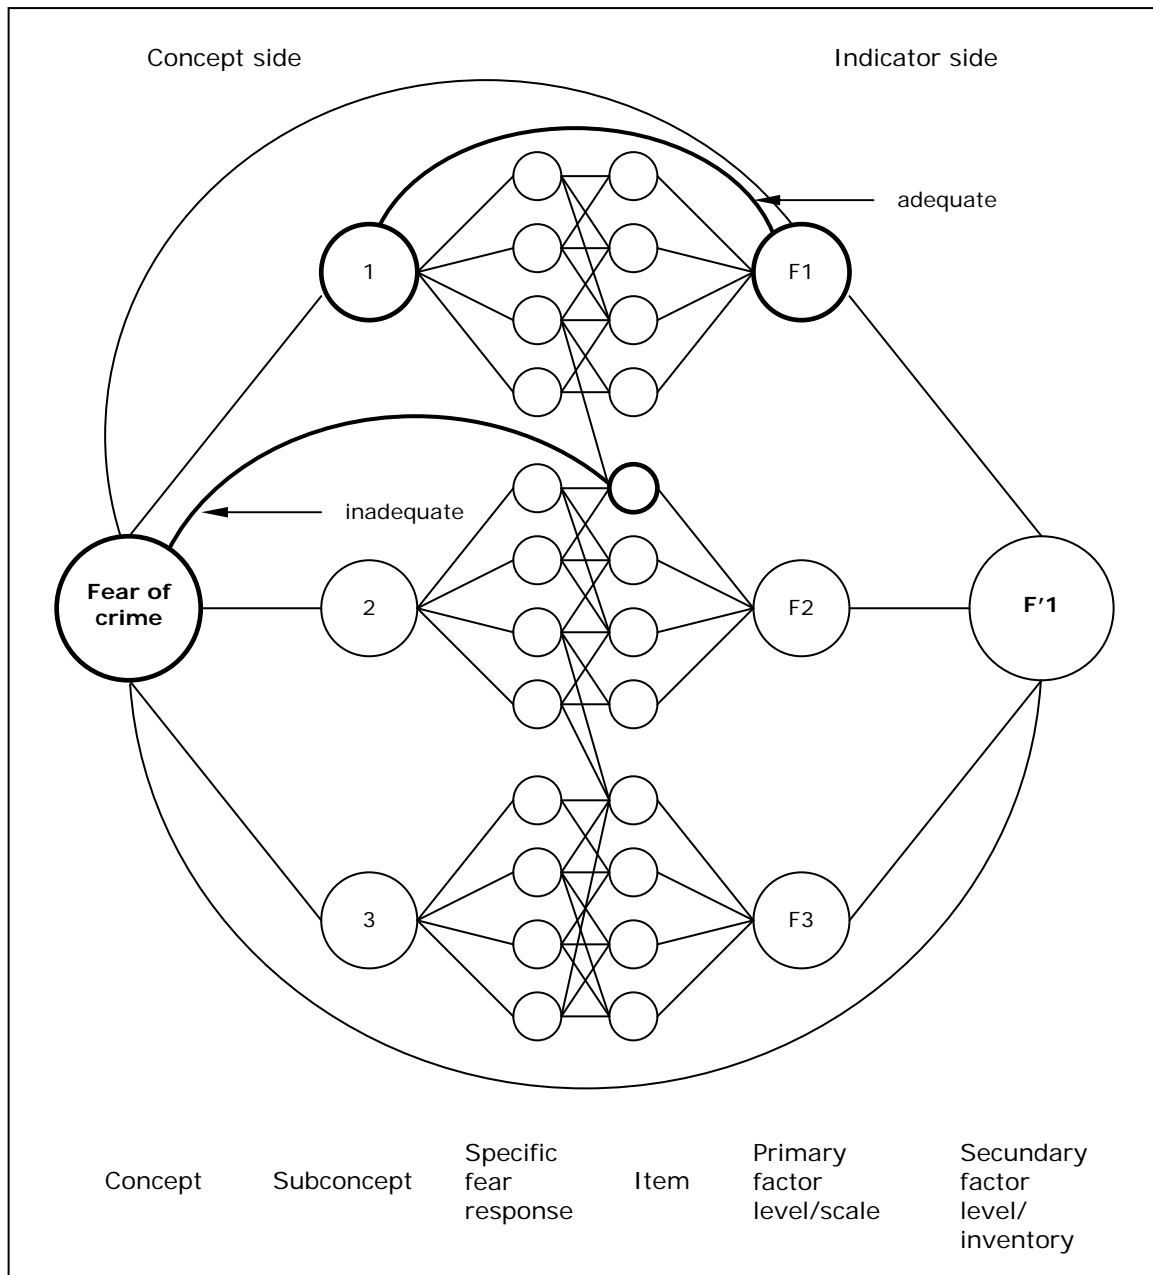 Concept side
Indicator side
adequate
1
F1
inadequate
Fear of
crime
2
F2
F'1
3
F3
Concept
Subconcept
Specific
fear
response
Item
Primary
factor
level/scale
Secundary
factor
level/
inventory